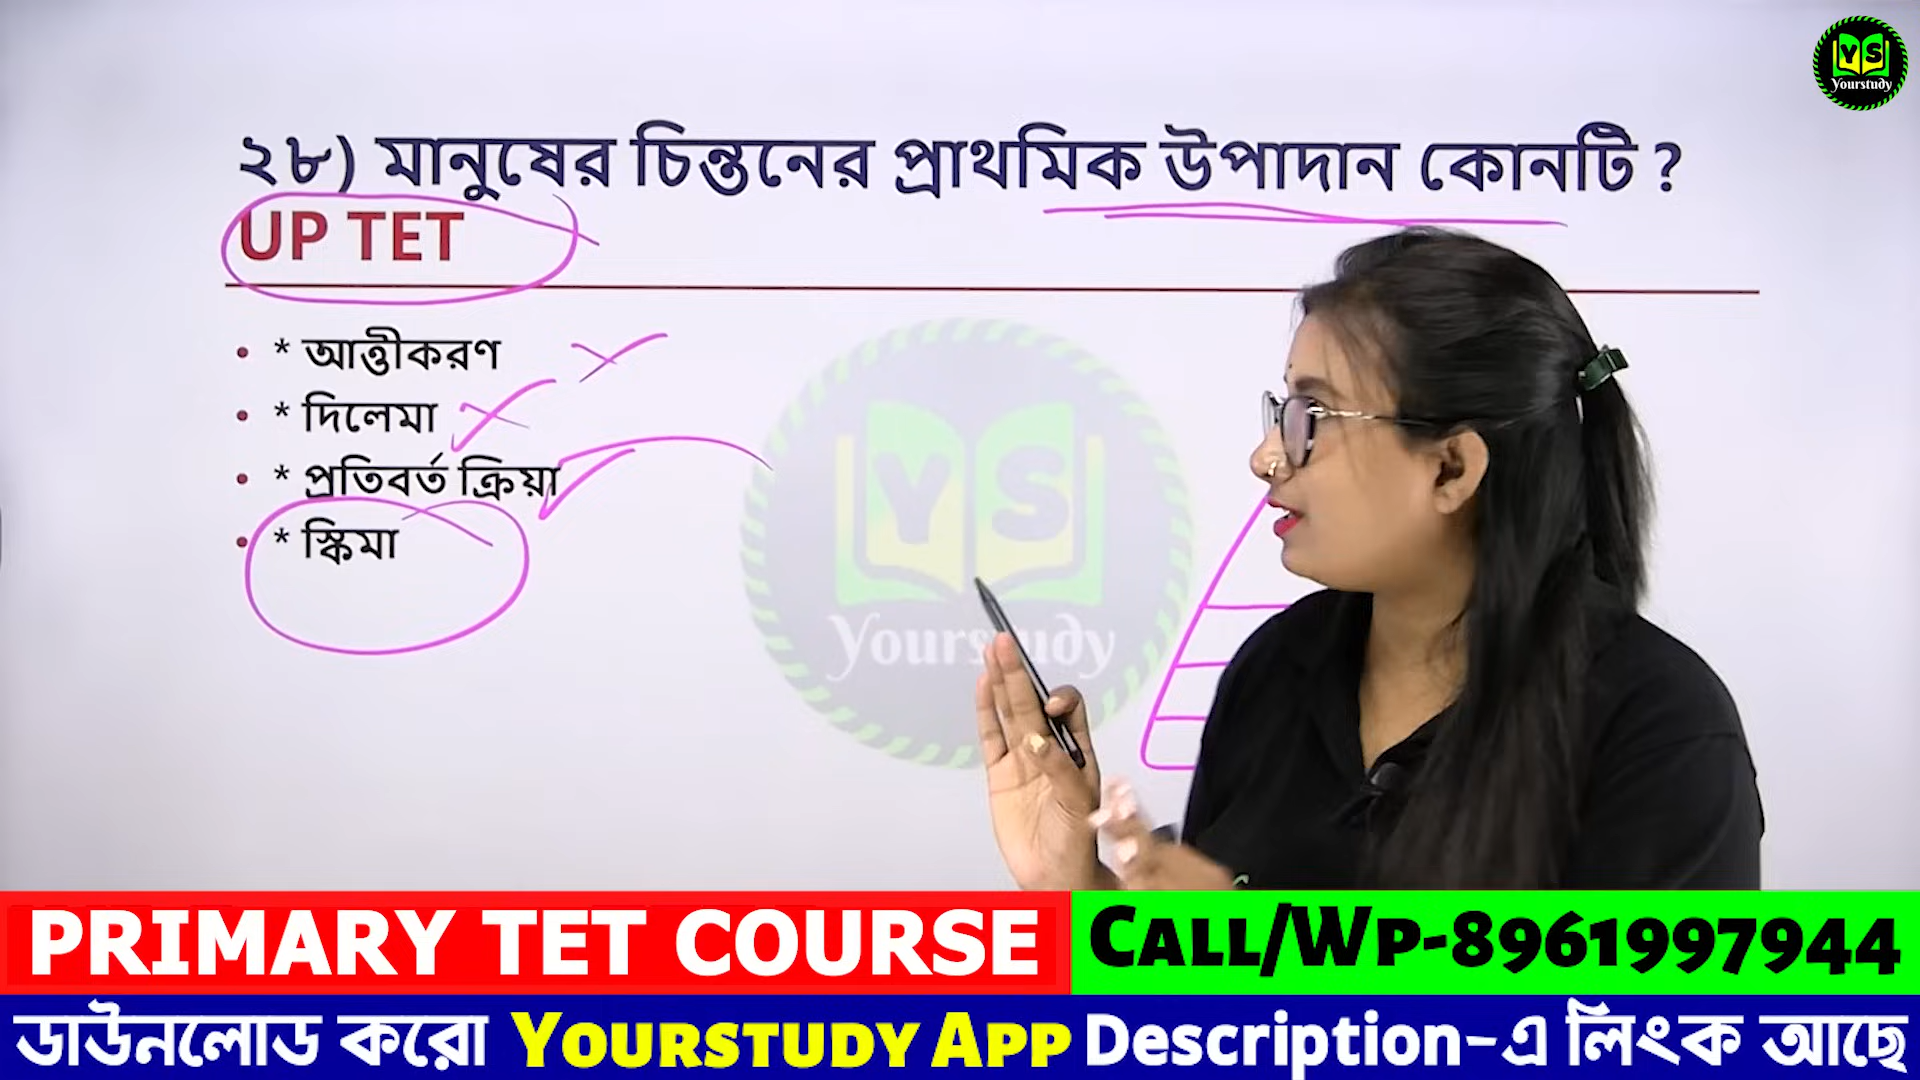 YS
Yourstudy
২৮) মানুষের চিন্তনের প্রাথমিক উপাদান কোনটি ?
UP TET
• * আত্তীকরণ
• * দিলেমা
• * প্রতিবর্ত ক্রিয়া
• * স্কিমা
YS
Yourstudy
PRIMARY TET COURSE
CALL/WP-8961997944
ডাউনলোড করো YOURSTUDY APP Description-এ লিংক আছে